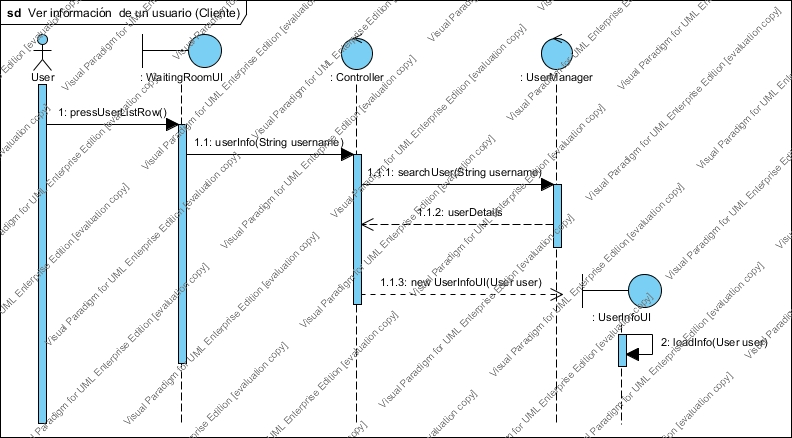 sd Ver información de un usuario (Cliente)
User
: WaitingRoomUI
: Controller
: UserManager
1: pressUserListRow()
1.1: userInfo(String username)
1.1.1: searchUser(String username)
1.1.2: userDetails
1.1.3: new UserInfoUI(User user)
: UserInfoUI
2: loadInfo(User user)
Visual Paradigm for UML Enterprise Edition [evaluation copy]